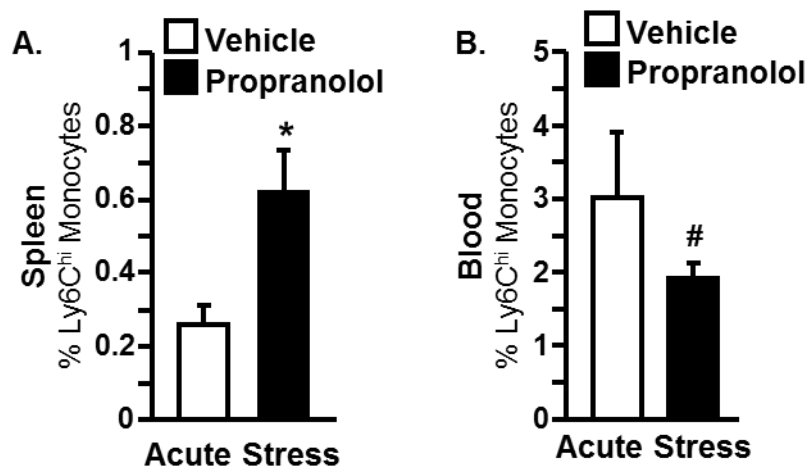 A.
Vehicle
Propranolol
Spleen
% Ly6Cʰⁱ Monocytes
1
0.8
0.6
0.4
0.2
0
*
Acute Stress
B.
Vehicle
Propranolol
Blood
% Ly6Cʰⁱ Monocytes
5
4
3
2
1
0
#
Acute Stress